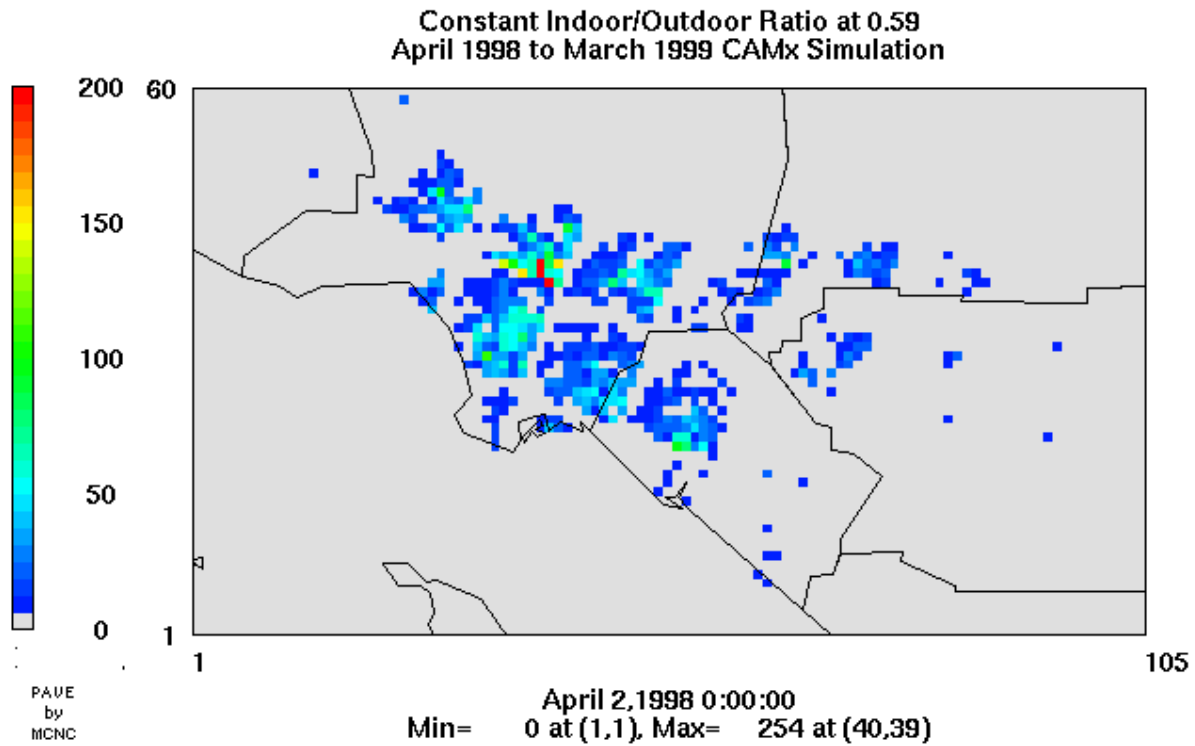 Constant Indoor/Outdoor Ratio at 0.59
April 1998 to March 1999 CAMx Simulation
200
150
100
50
0
60
1
1
105
PAVE
by
MCNC
April 2,1998 0:00:00
Min= 0 at (1,1), Max= 254 at (40,39)